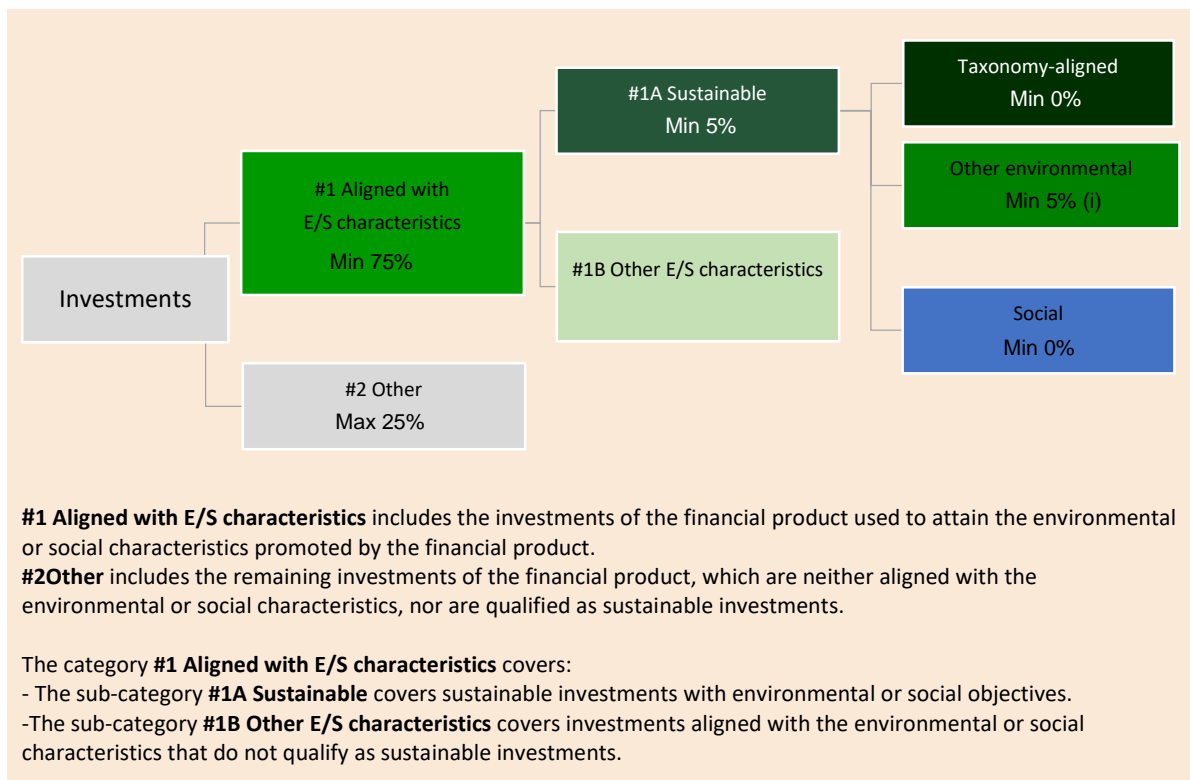 Investments
#1 Aligned with
E/S characteristics
Min 75%
#2 Other
Max 25%
#1A Sustainable
Min 5%
#1B Other E/S characteristics
Taxonomy-aligned
Min 0%
Other environmental
Min 5% (i)
Social
Min 0%
#1 Aligned with E/S characteristics includes the investments of the financial product used to attain the environmental
or social characteristics promoted by the financial product.
#2Other includes the remaining investments of the financial product, which are neither aligned with the
environmental or social characteristics, nor are qualified as sustainable investments.
The category #1 Aligned with E/S characteristics covers:
- The sub-category #1A Sustainable covers sustainable investments with environmental or social objectives.
-The sub-category #1B Other E/S characteristics covers investments aligned with the environmental or social
characteristics that do not qualify as sustainable investments.